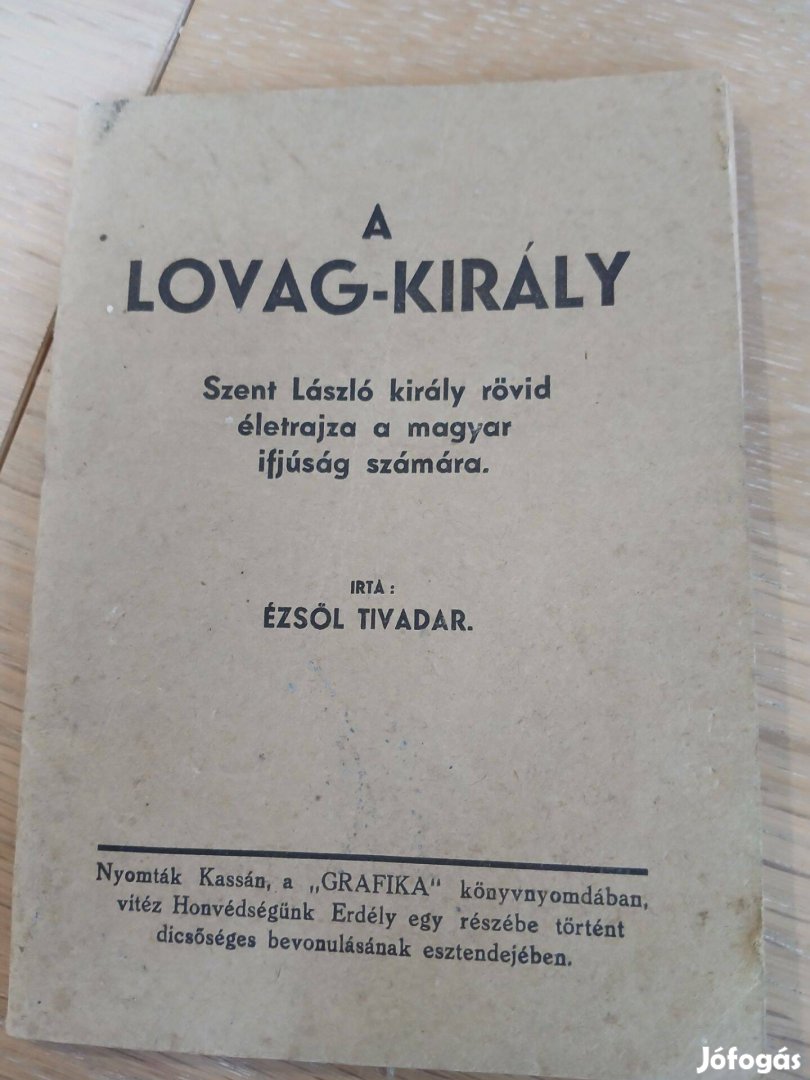 A
LOVAG-KIRÁLY
Szent László király rövid
életrajza a magyar
ifjúság számára.
IRTA :
ÉZSÖL TIVADAR.
Nyomták Kassán, a „GRAFIKA" könyvnyomdában,
vitéz Honvédségünk Erdély egy részébe történt
dicsőséges bevonulásának esztendejében.
Jófogás